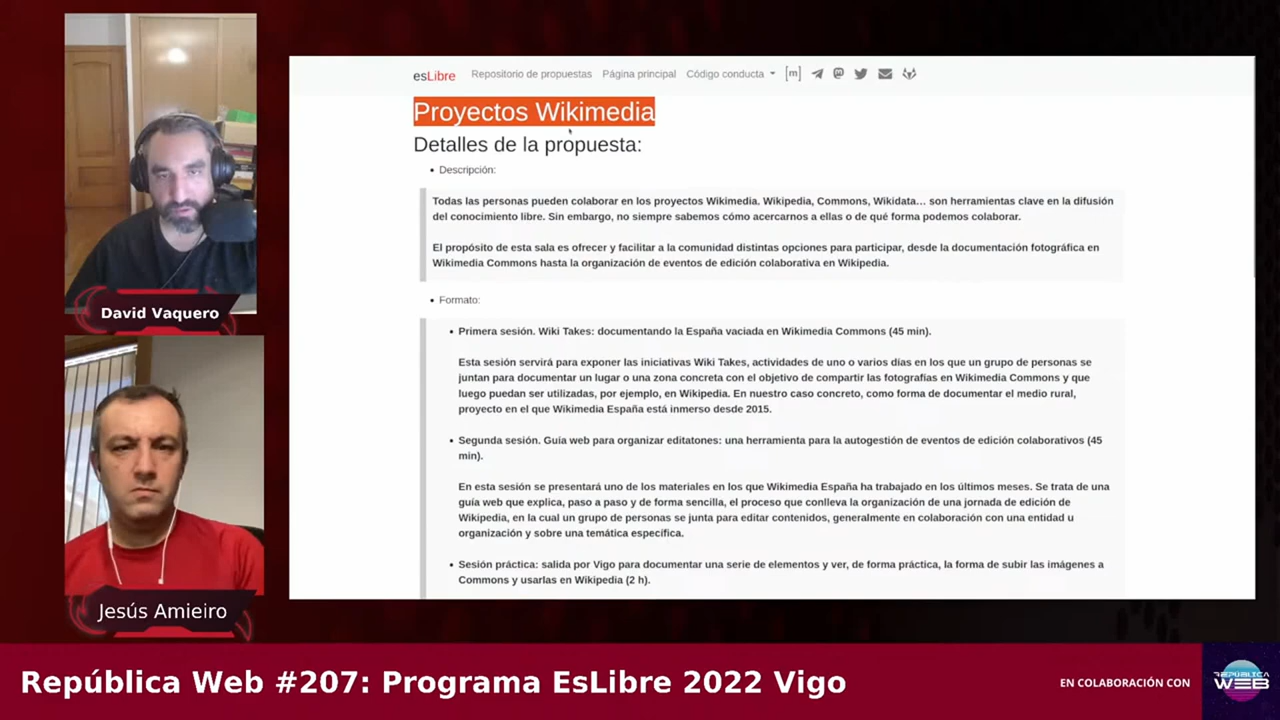 esLibre Repositorio de propuestas Página principal Código conducta [m]
Proyectos Wikimedia
Detalles de la propuesta:
• Descripción:
Todas las personas pueden colaborar en los proyectos Wikimedia. Wikipedia, Commons, Wikidata... son herramientas clave en la difusión
del conocimiento libre. Sin embargo, no siempre sabemos cómo acercarnos a ellas o de qué forma podemos colaborar.
El propósito de esta sala es ofrecer y facilitar a la comunidad distintas opciones para participar, desde la documentación fotográfica en
Wikimedia Commons hasta la organización de eventos de edición colaborativa en Wikipedia.
• Formato:
• Primera sesión. Wiki Takes: documentando la España vaciada en Wikimedia Commons (45 min).
Esta sesión servirá para exponer las iniciativas Wiki Takes, actividades de uno o varios días en los que un grupo de personas se
juntan para documentar un lugar o una zona concreta con el objetivo de compartir las fotografías en Wikimedia Commons y que
luego puedan ser utilizadas, por ejemplo, en Wikipedia. En nuestro caso concreto, como forma de documentar el medio rural,
proyecto en el que Wikimedia España está inmerso desde 2015.
• Segunda sesión. Guía web para organizar editatones: una herramienta para la autogestión de eventos de edición colaborativos (45
min).
En esta sesión se presentará uno de los materiales en los que Wikimedia España ha trabajado en los últimos meses. Se trata de una
guía web que explica, paso a paso y de forma sencilla, el proceso que conlleva la organización de una jornada de edición de
Wikipedia, en la cual un grupo de personas se junta para editar contenidos, generalmente en colaboración con una entidad u
organización y sobre una temática específica.
• Sesión práctica: salida por Vigo para documentar una serie de elementos y ver, de forma práctica, la forma de subir las imágenes a
Commons y usarlas en Wikipedia (2 h).
David Vaquero
Jesús Amieiro
República Web #207: Programa EsLibre 2022 Vigo
EN COLABORACIÓN CON
REPÚBLICA
WEB